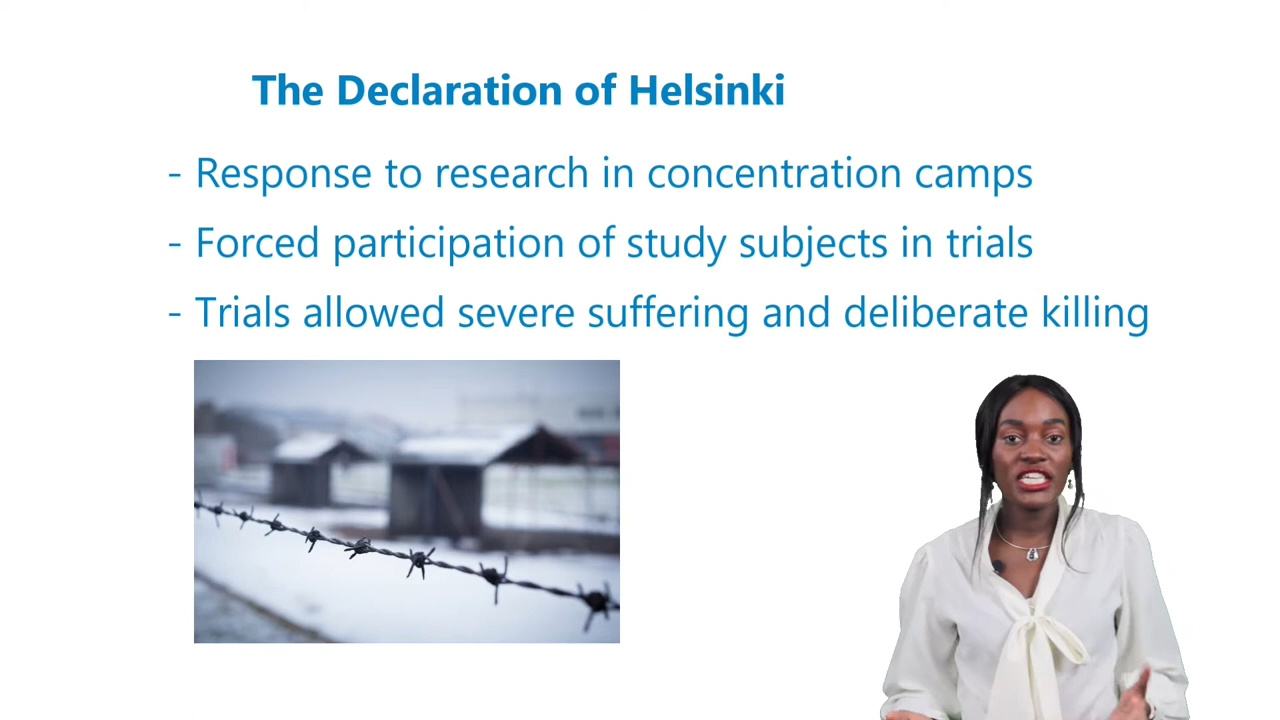 The Declaration of Helsinki
- Response to research in concentration camps
- Forced participation of study subjects in trials
- Trials allowed severe suffering and deliberate killing